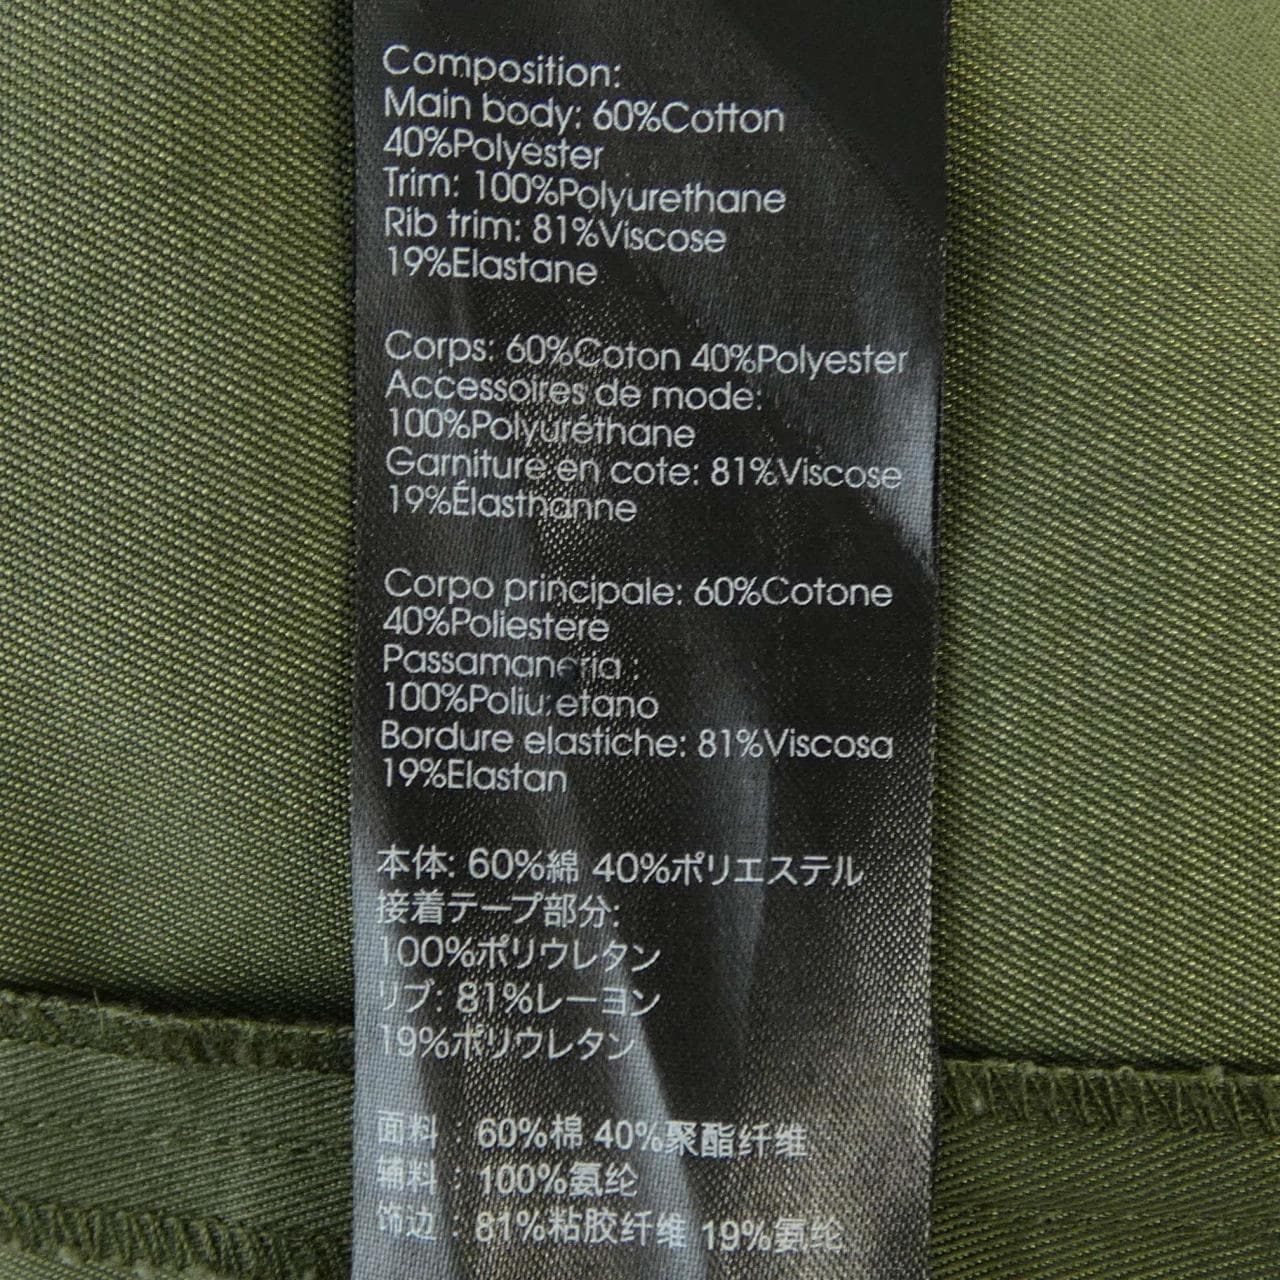 Composition:
Main body: 60%Cotton
40%Polyester
Trim: 100%Polyurethane
Rib trim: 81%Viscose
19%Elastane
Corps: 60%Coton 40%Polyester
Accessoires de mode:
100%Polyuréthane
Garniture en cote: 81%Viscose
19%Élasthanne
Corpo principale: 60%Cotone
40%Poliestere
Passamaneria :
100%Poliuretano
Bordure elastiche: 81%Viscosa
19%Elastan
本体: 60%綿 40%ポリエステル
接着テープ部分:
100%ポリウレタン
リブ: 81%レーヨン
19%ポリウレタン
面料 : 60%棉 40%聚酯纤维
辅料 : 100%氨纶
饰边 : 81%粘胶纤维 19%氨纶